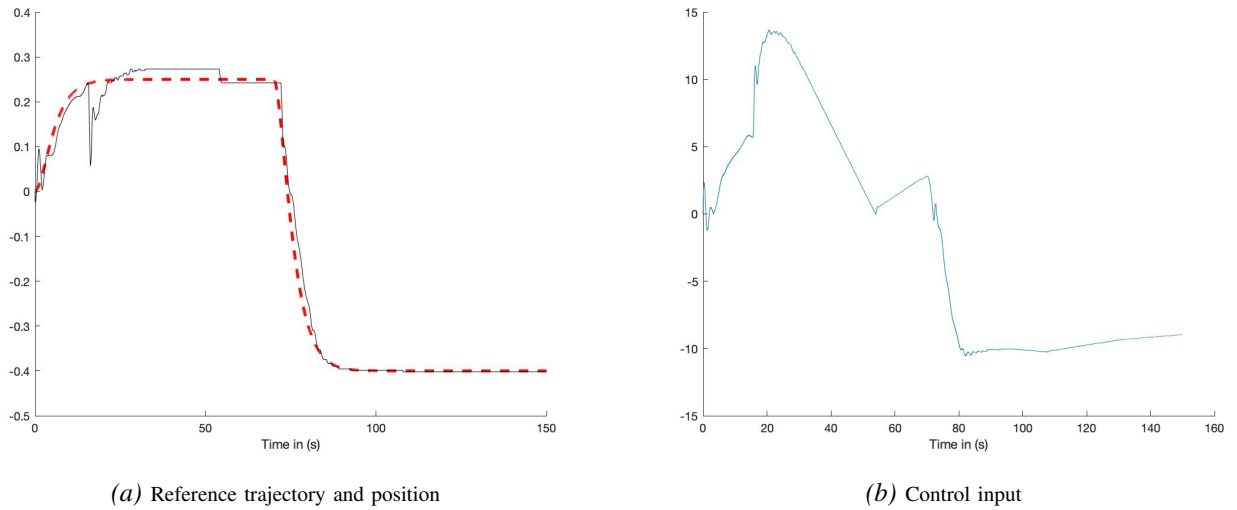 0.4
0.3
0.2
0.1
0
-0.1
-0.2
-0.3
-0.4
-0.5
0 50 100 150
Time in (s)
15
10
5
0
-5
-10
-15
0 20 40 60 80 100 120 140 160
Time in (s)
(a) Reference trajectory and position
(b) Control input